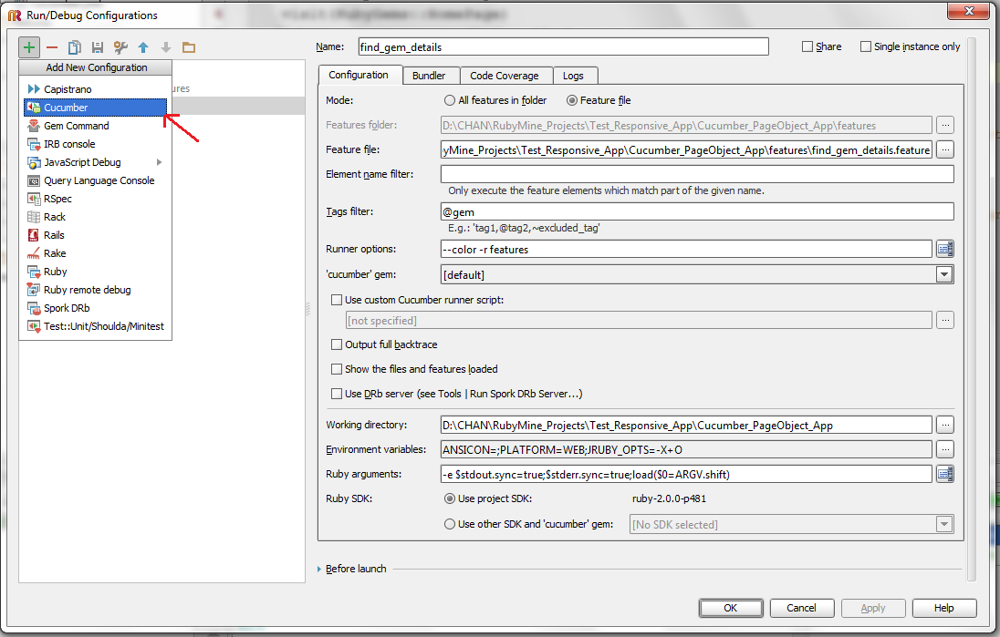 Run/Debug Configurations
Name: find_gem_details Share Single instance only
Add New Configuration
Capistrano
Cucumber
Gem Command
IRB console
JavaScript Debug
Query Language Console
RSpec
Rack
Rails
Rake
Ruby
Ruby remote debug
Spork DRb
Test::Unit/Shoulda/Minitest
ures
Configuration Bundler Code Coverage Logs
Mode: All features in folder Feature file
Features folder: D:\CHAN\RubyMine_Projects\Test_Responsive_App\Cucumber_PageObject_App\features ...
Feature file: yMine_Projects\Test_Responsive_App\Cucumber_PageObject_App\features\find_gem_details.feature ...
Element name filter:
Only execute the feature elements which match part of the given name.
Tags filter: @gem
E.g.: 'tag1,@tag2,~excluded_tag'
Runner options: --color -r features
'cucumber' gem: [default]
Use custom Cucumber runner script:
[not specified] ...
Output full backtrace
Show the files and features loaded
Use DRb server (see Tools | Run Spork DRb Server...)
Working directory: D:\CHAN\RubyMine_Projects\Test_Responsive_App\Cucumber_PageObject_App ...
Environment variables: ANSICON=;PLATFORM=WEB;JRUBY_OPTS=-X+O ...
Ruby arguments: -e $stdout.sync=true;$stderr.sync=true;load($0=ARGV.shift)
Ruby SDK: Use project SDK: ruby-2.0.0-p481
Use other SDK and 'cucumber' gem: [No SDK selected]
Before launch
OK Cancel Apply Help